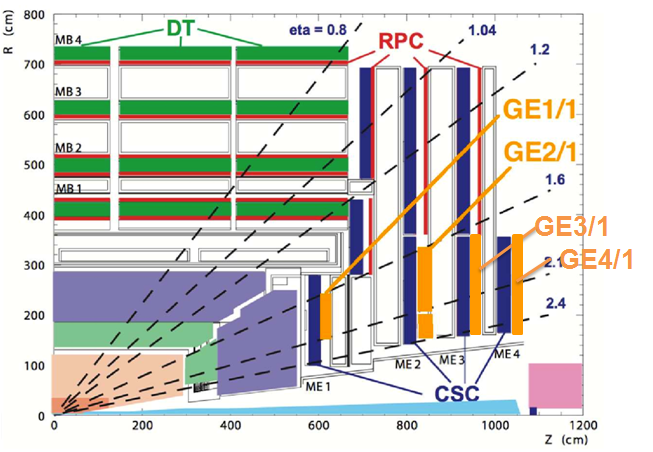 R (cm)
800
700
600
500
400
300
200
100
0
MB 4
DT
eta = 0.8
1.04
RPC
1.2
MB 3
GE1/1
MB 2
GE2/1
MB 1
1.6
GE3/1
GE4/1
2.1
2.4
ME 1
ME 2
ME 3
ME 4
CSC
0
200
400
600
800
1000
1200
Z (cm)